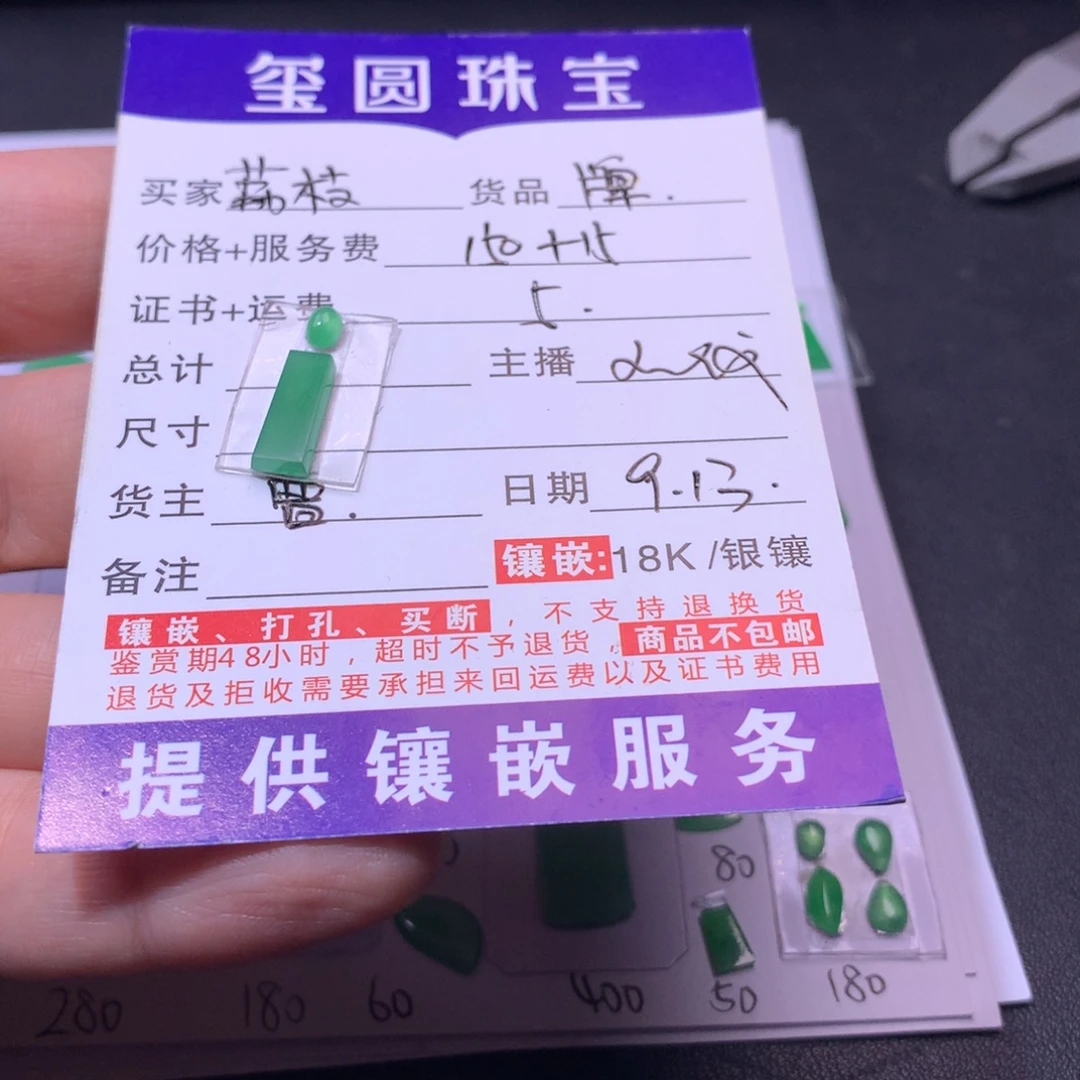 玺圆珠宝
买家 荔枝 货品 牌.
价格+服务费 150+15
证书+运费 5.
总计 主播
尺寸
货主 周. 日期 9.13.
备注 镶嵌:18K/银镶
镶嵌、打孔、买断，不支持退换货
鉴赏期48小时，超时不予退货，商品不包邮
退货及拒收需要承担来回运费以及证书费用
提供镶嵌服务
80
280 180 60 400 50 180